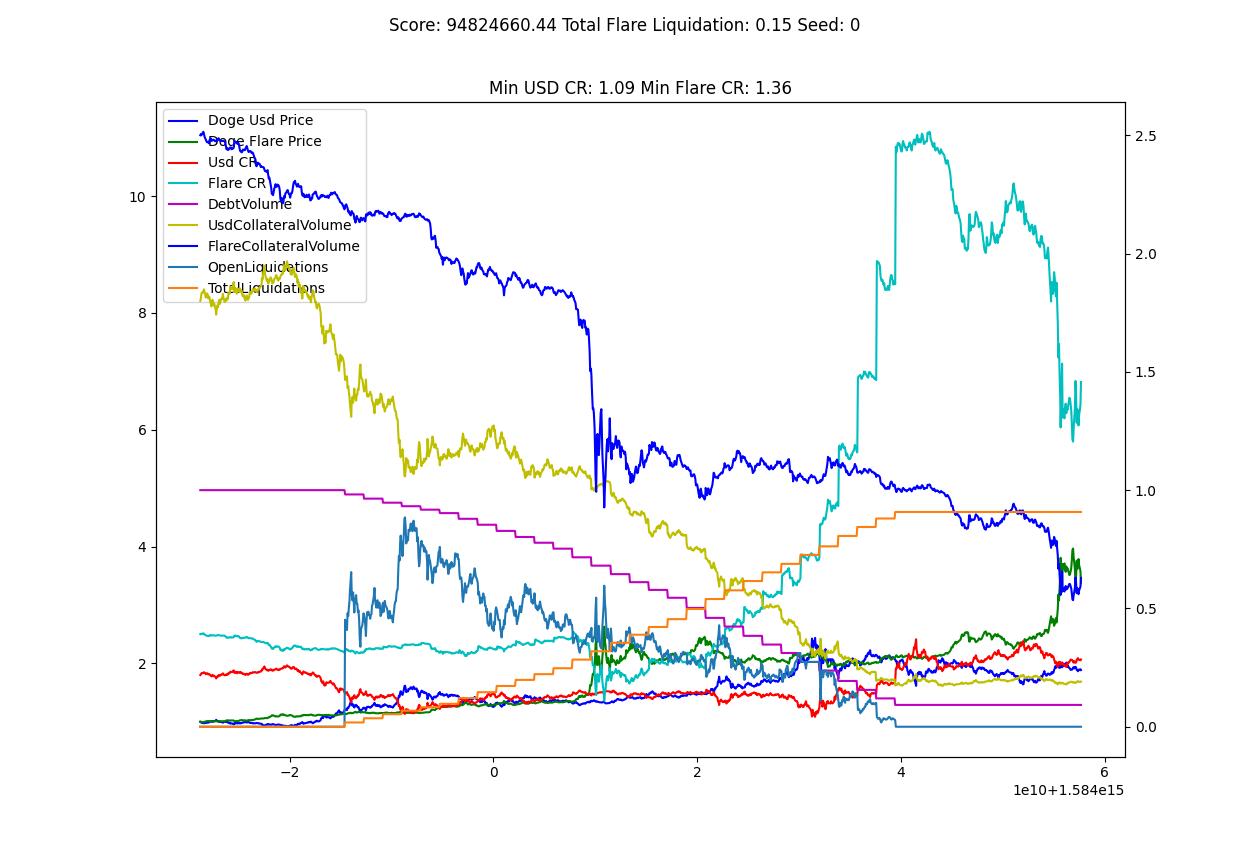 Score: 94824660.44 Total Flare Liquidation: 0.15 Seed: 0
Min USD CR: 1.09 Min Flare CR: 1.36
Doge Usd Price
Doge Flare Price
Usd CR
Flare CR
DebtVolume
UsdCollateralVolume
FlareCollateralVolume
OpenLiquidations
TotalLiquidations
10
8
6
4
2
2.5
2.0
1.5
1.0
0.5
0.0
−2
0
2
4
6
1e10+1.584e15